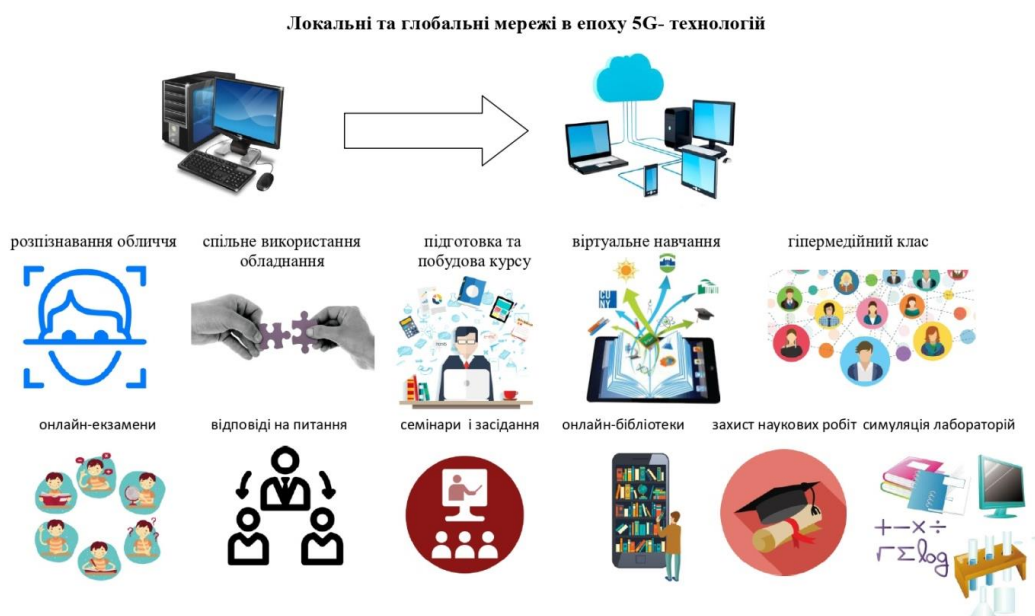 Локальні та глобальні мережі в епоху 5G- технологій
розпізнавання обличчя
спільне використання
обладнання
підготовка та
побудова курсу
віртуальне навчання
гіпермедійний клас
онлайн-екзамени
відповіді на питання
семінари і засідання
онлайн-бібліотеки
захист наукових робіт
симуляція лабораторій
+−×÷
√Σlog